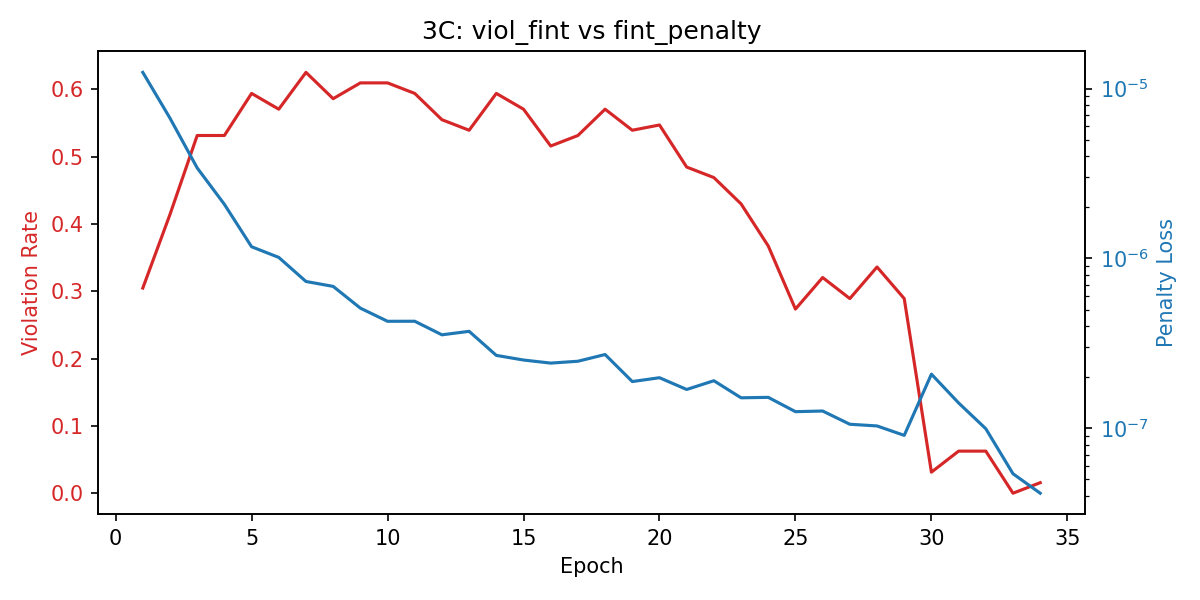 3C: viol_fint vs fint_penalty
Violation Rate
0.6
0.5
0.4
0.3
0.2
0.1
0.0
10⁻⁵
10⁻⁶
10⁻⁷
Penalty Loss
0 5 10 15 20 25 30 35
Epoch